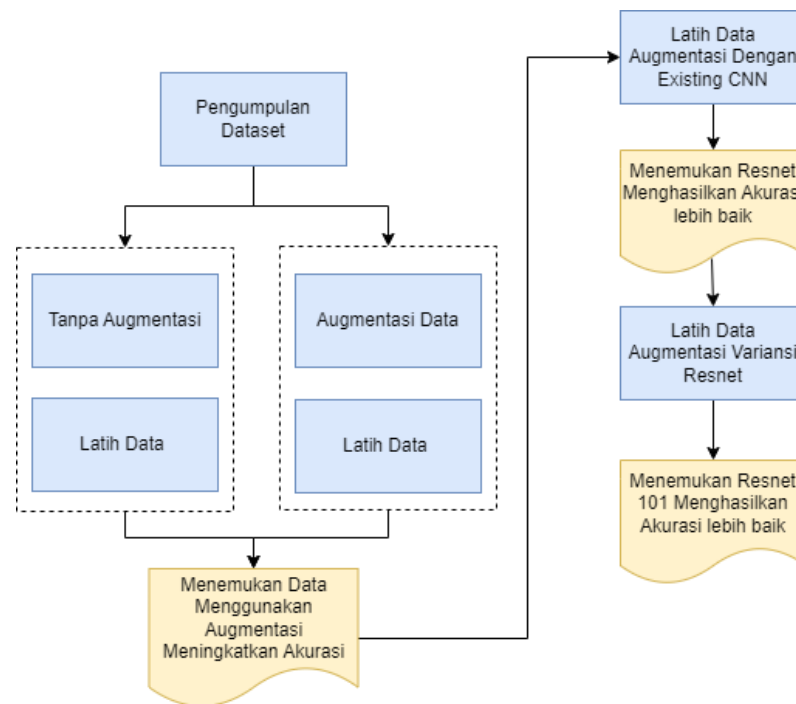 Pengumpulan
Dataset
Tanpa Augmentasi
Latih Data
Augmentasi Data
Latih Data
Menemukan Data
Menggunakan
Augmentasi
Meningkatkan Akurasi
Latih Data
Augmentasi Dengan
Existing CNN
Menemukan Resnet
Menghasilkan Akurasi
lebih baik
Latih Data
Augmentasi Variansi
Resnet
Menemukan Resnet
101 Menghasilkan
Akurasi lebih baik